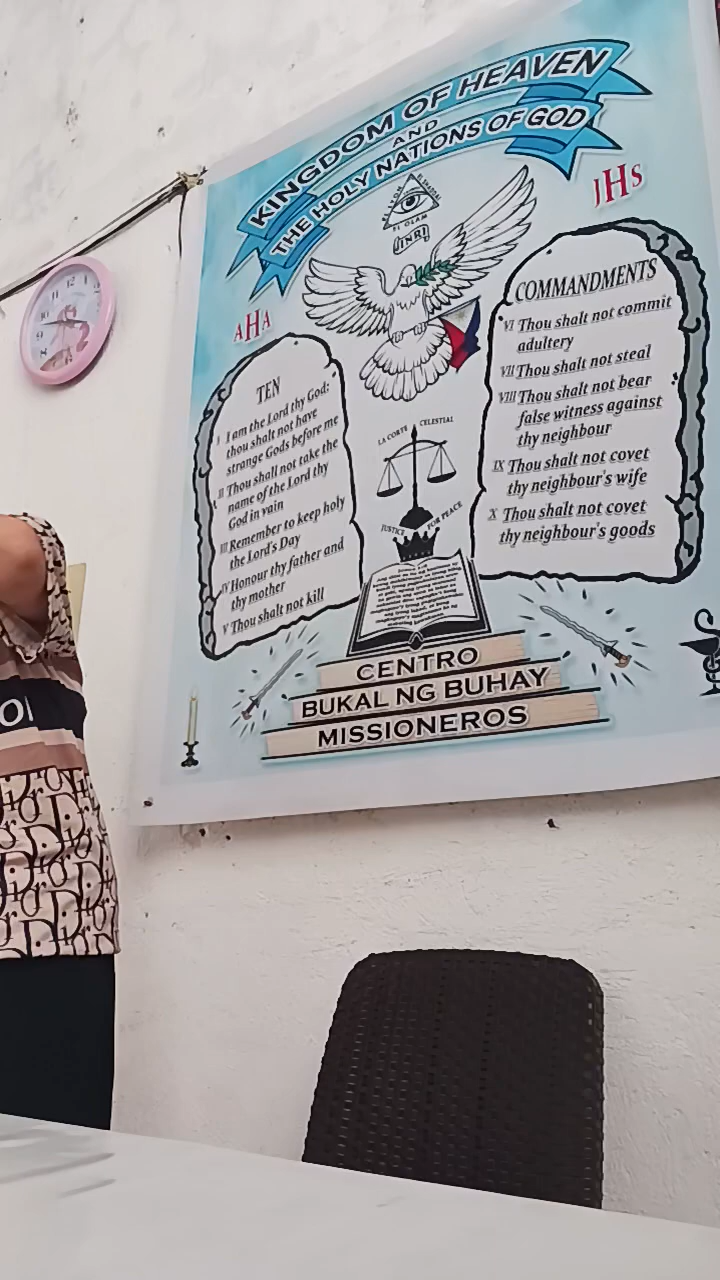 KINGDOM OF HEAVEN
AND
THE HOLY NATIONS OF GOD
INRI
JHS
AHA
TEN
I I am the Lord thy God:
thou shalt not have
strange Gods before me
II Thou shall not take the
name of the Lord thy
God in vain
III Remember to keep holy
the Lord's Day
IV Honour thy father and
thy mother
V Thou shalt not kill
COMMANDMENTS
VI Thou shalt not commit
adultery
VII Thou shalt not steal
VIII Thou shalt not bear
false witness against
thy neighbour
IX Thou shalt not covet
thy neighbour's wife
X Thou shalt not covet
thy neighbour's goods
LA CORTE CELESTIAL
JUSTICE FOR PEACE
CENTRO
BUKAL NG BUHAY
MISSIONEROS